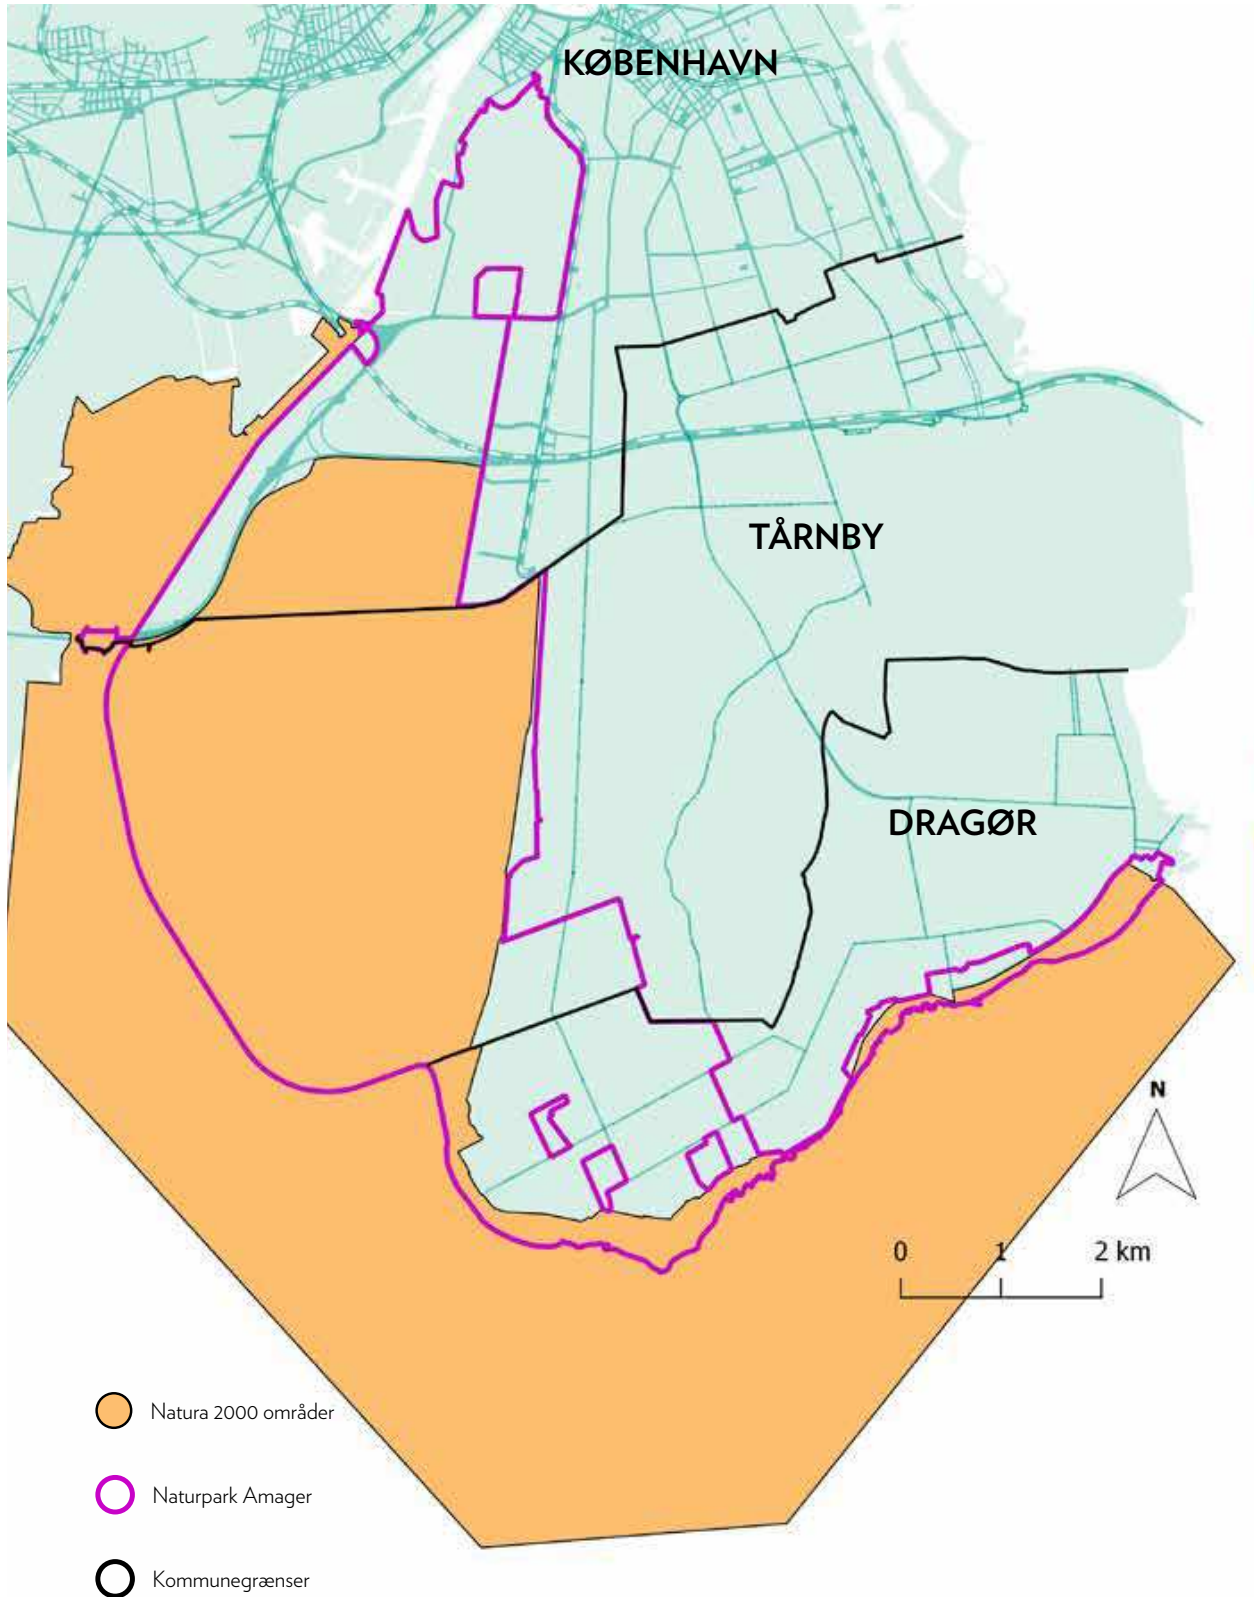 KØBENHAVN
TÅRNBY
DRAGØR
N
0 1 2 km
Natura 2000 områder
Naturpark Amager
Kommunegrænser